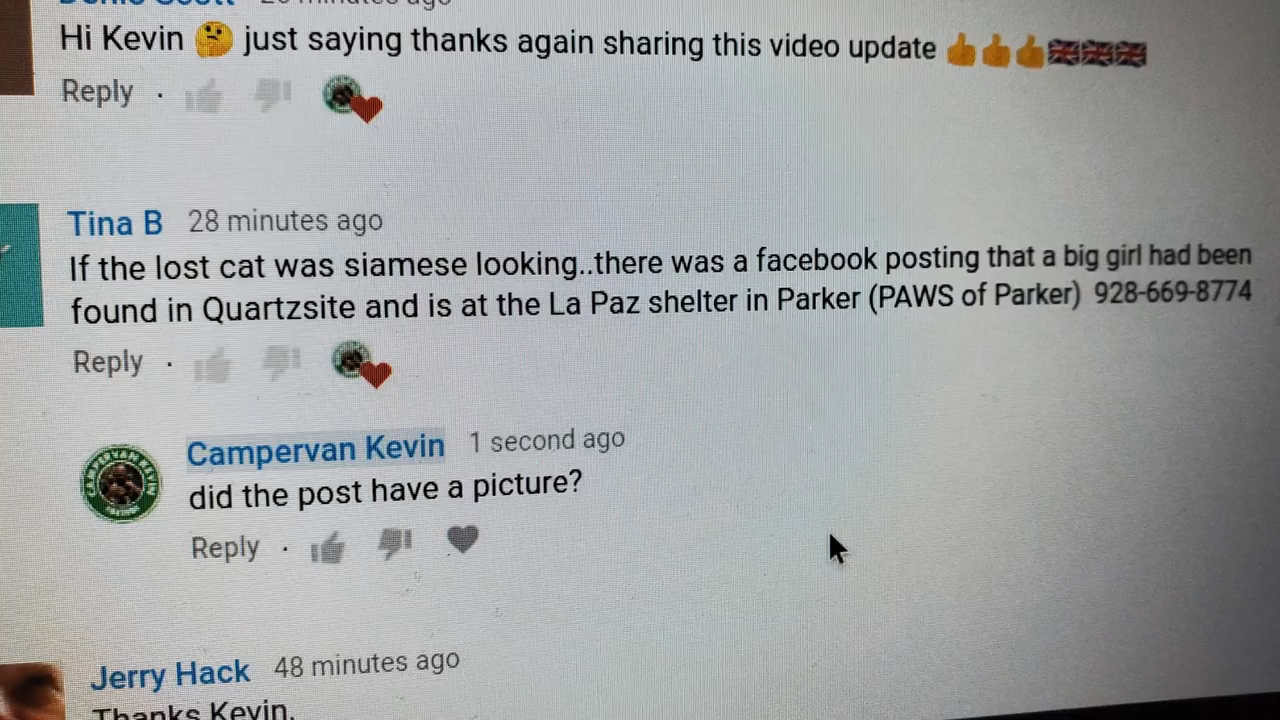 Hi Kevin 🤔 just saying thanks again sharing this video update 👍👍👍🇬🇧🇬🇧🇬🇧
Reply ·
Tina B 28 minutes ago
If the lost cat was siamese looking..there was a facebook posting that a big girl had been
found in Quartzsite and is at the La Paz shelter in Parker (PAWS of Parker) 928-669-8774
Reply ·
Campervan Kevin 1 second ago
did the post have a picture?
CAMPERVAN KEVIN
Reply ·
Jerry Hack 48 minutes ago
Thanks Kevin.